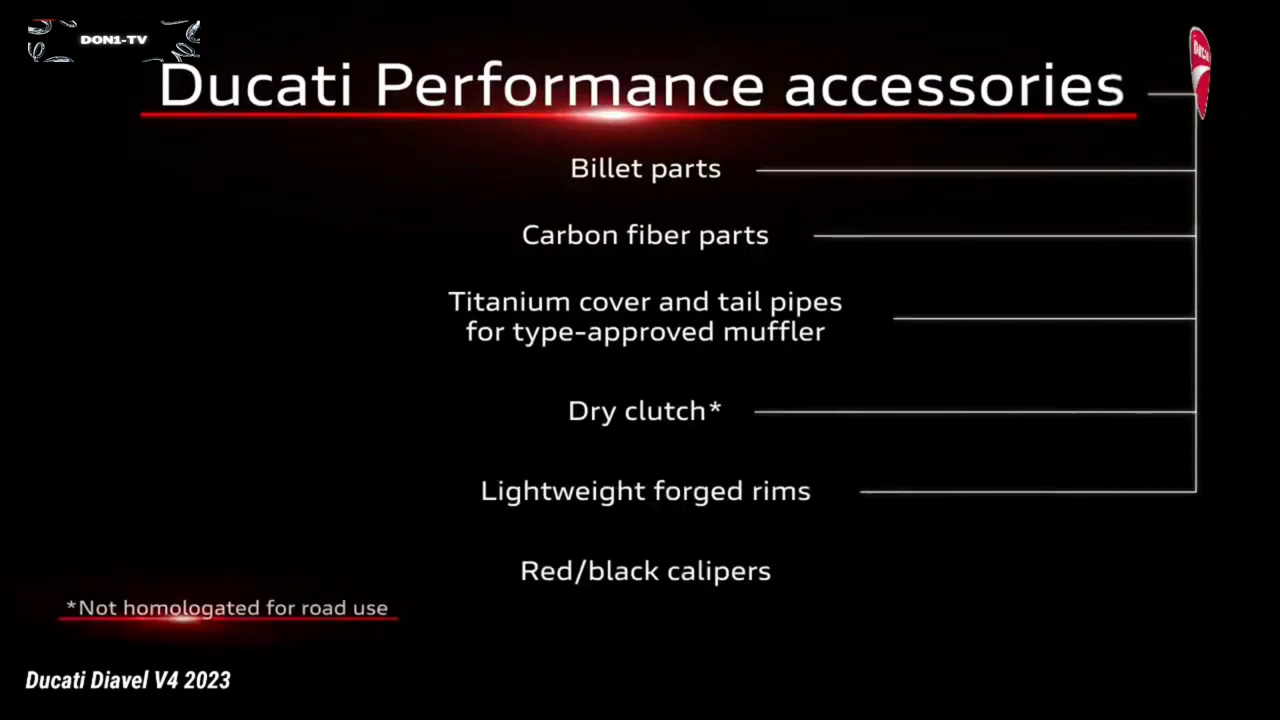 DON1-TV
Ducati Performance accessories
DUCATI
Billet parts
Carbon fiber parts
Titanium cover and tail pipes
for type-approved muffler
Dry clutch*
Lightweight forged rims
Red/black calipers
*Not homologated for road use
Ducati Diavel V4 2023